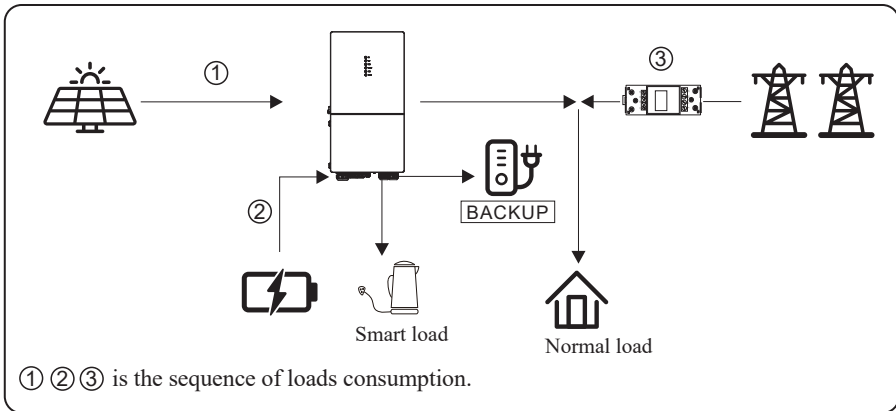 ①
③
②
BACKUP
Smart load
Normal load
① ② ③ is the sequence of loads consumption.